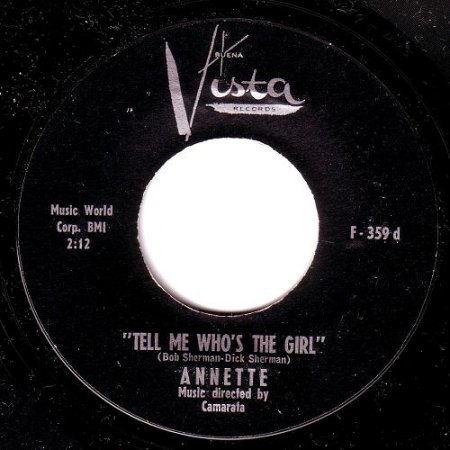 BUENA
Vista
RECORDS
Music World
Corp. BMI
2:12
F-359 d
"TELL ME WHO'S THE GIRL"
(Bob Sherman-Dick Sherman)
ANNETTE
Music directed by
Camarata